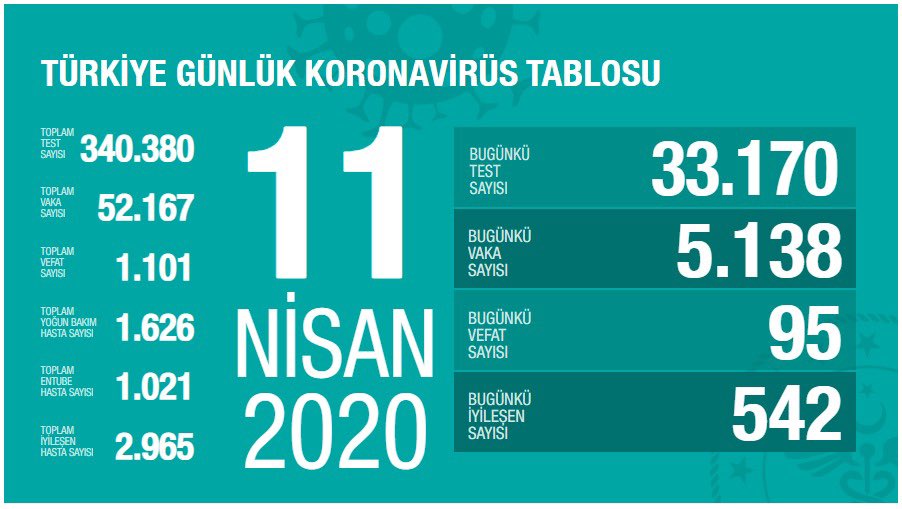 TÜRKİYE GÜNLÜK KORONAVİRÜS TABLOSU
TOPLAM
TEST
SAYISI
340.380
TOPLAM
VAKA
SAYISI
52.167
TOPLAM
VEFAT
SAYISI
1.101
TOPLAM
YOĞUN BAKIM
HASTA SAYISI
1.626
TOPLAM
ENTUBE
HASTA SAYISI
1.021
TOPLAM
İYİLEŞEN
HASTA SAYISI
2.965
11
NİSAN
2020
BUGÜNKÜ
TEST
SAYISI
33.170
BUGÜNKÜ
VAKA
SAYISI
5.138
BUGÜNKÜ
VEFAT
SAYISI
95
BUGÜNKÜ
İYİLEŞEN
SAYISI
542